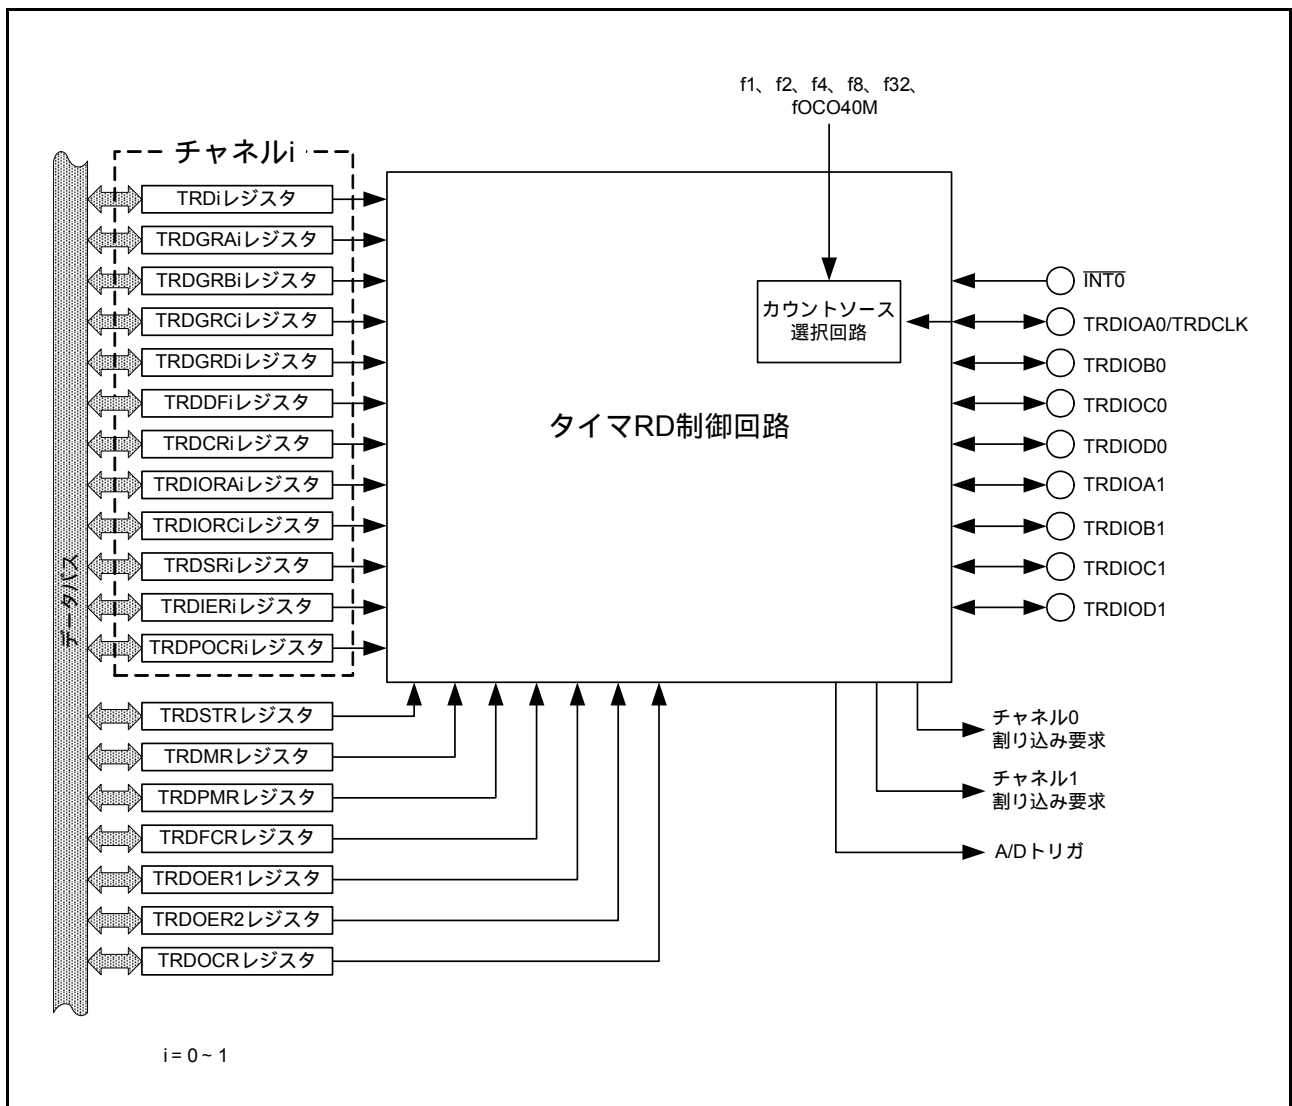 f1、f2、f4、f8、f32、
fOCO40M
チャネルi
TRDiレジスタ
TRDGRAiレジスタ
TRDGRBiレジスタ
TRDGRCiレジスタ
TRDGRDiレジスタ
TRDDFiレジスタ
TRDCRiレジスタ
TRDIORAiレジスタ
TRDIORCiレジスタ
TRDSRiレジスタ
TRDIERiレジスタ
TRDPOCRiレジスタ
データバス
カウントソース
選択回路
タイマRD制御回路
INT0
TRDIOA0/TRDCLK
TRDIOB0
TRDIOC0
TRDIOD0
TRDIOA1
TRDIOB1
TRDIOC1
TRDIOD1
TRDSTRレジスタ
TRDMRレジスタ
TRDPMRレジスタ
TRDFCRレジスタ
TRDOER1レジスタ
TRDOER2レジスタ
TRDOCRレジスタ
チャネル0
割り込み要求
チャネル1
割り込み要求
A/Dトリガ
i = 0 ~ 1